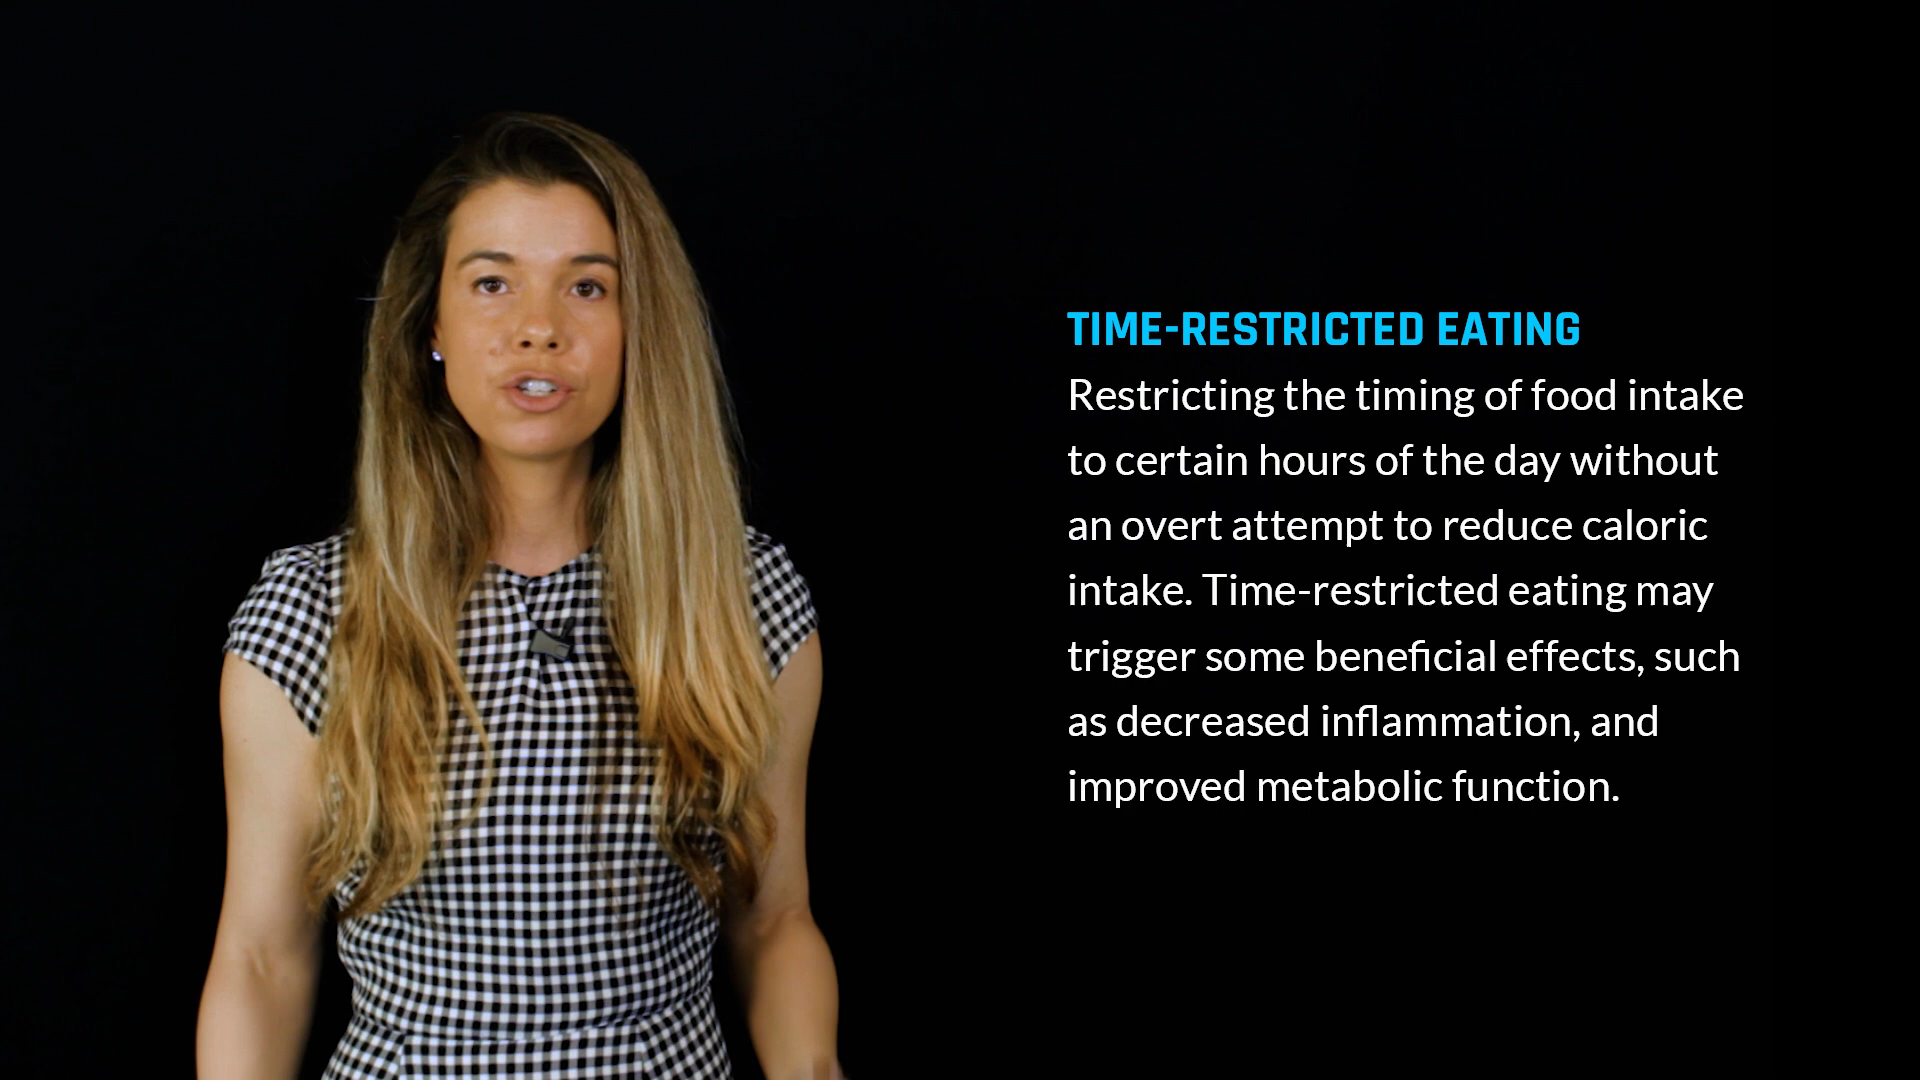 TIME-RESTRICTED EATING
Restricting the timing of food intake
to certain hours of the day without
an overt attempt to reduce caloric
intake. Time-restricted eating may
trigger some beneficial effects, such
as decreased inflammation, and
improved metabolic function.